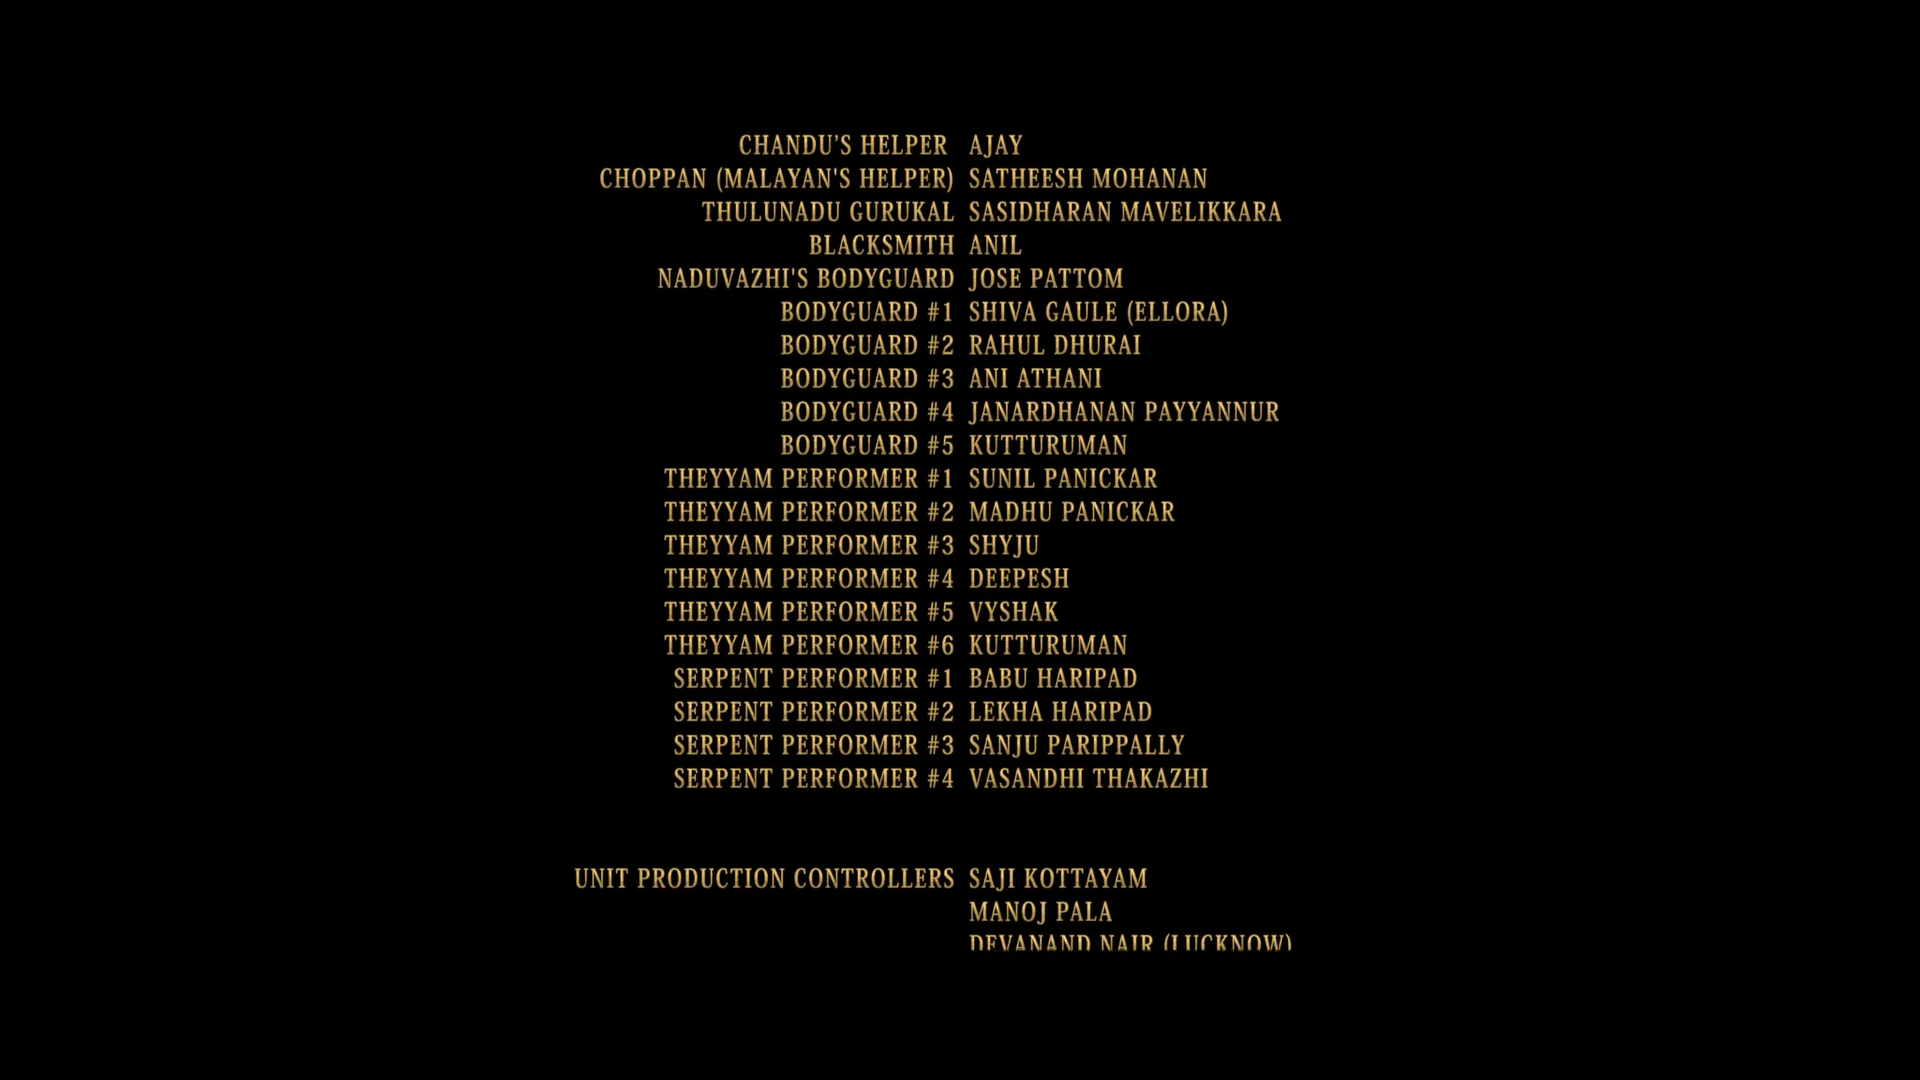 CHANDU’S HELPER AJAY
CHOPPAN (MALAYAN'S HELPER) SATHEESH MOHANAN
THULUNADU GURUKAL SASIDHARAN MAVELIKKARA
BLACKSMITH ANIL
NADUVAZHI'S BODYGUARD JOSE PATTOM
BODYGUARD #1 SHIVA GAULE (ELLORA)
BODYGUARD #2 RAHUL DHURAI
BODYGUARD #3 ANI ATHANI
BODYGUARD #4 JANARDHANAN PAYYANNUR
BODYGUARD #5 KUTTURUMAN
THEYYAM PERFORMER #1 SUNIL PANICKAR
THEYYAM PERFORMER #2 MADHU PANICKAR
THEYYAM PERFORMER #3 SHYJU
THEYYAM PERFORMER #4 DEEPESH
THEYYAM PERFORMER #5 VYSHAK
THEYYAM PERFORMER #6 KUTTURUMAN
SERPENT PERFORMER #1 BABU HARIPAD
SERPENT PERFORMER #2 LEKHA HARIPAD
SERPENT PERFORMER #3 SANJU PARIPPALLY
SERPENT PERFORMER #4 VASANDHI THAKAZHI
UNIT PRODUCTION CONTROLLERS SAJI KOTTAYAM
MANOJ PALA
DEVANAND NAIR (LUCKNOW)